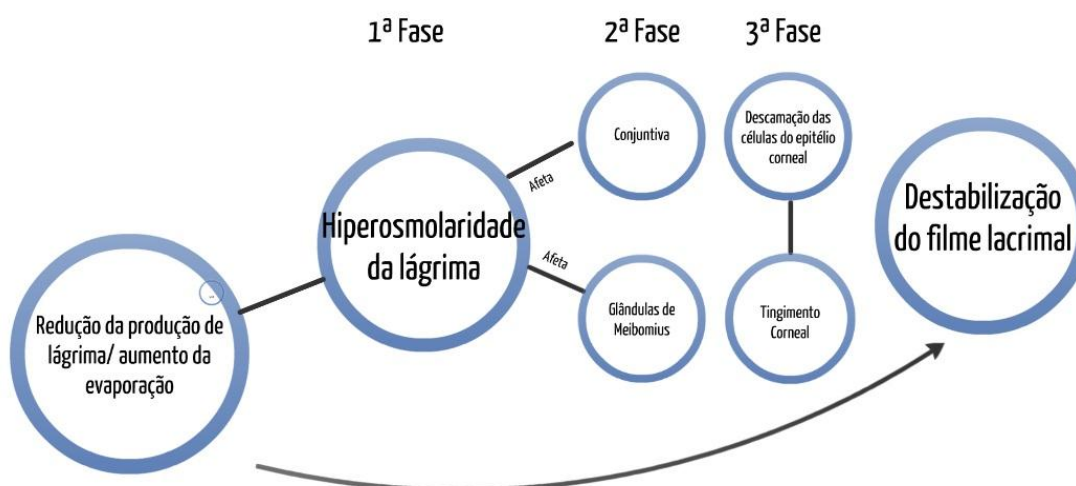 1ª Fase
2ª Fase
3ª Fase
Redução da produção de
lágrima/ aumento da
evaporação
Hiperosmolaridade
da lágrima
Afeta
Afeta
Conjuntiva
Glândulas de
Meibomius
Descamação das
células do epitélio
corneal
Tingimento
Corneal
Destabilização
do filme lacrimal